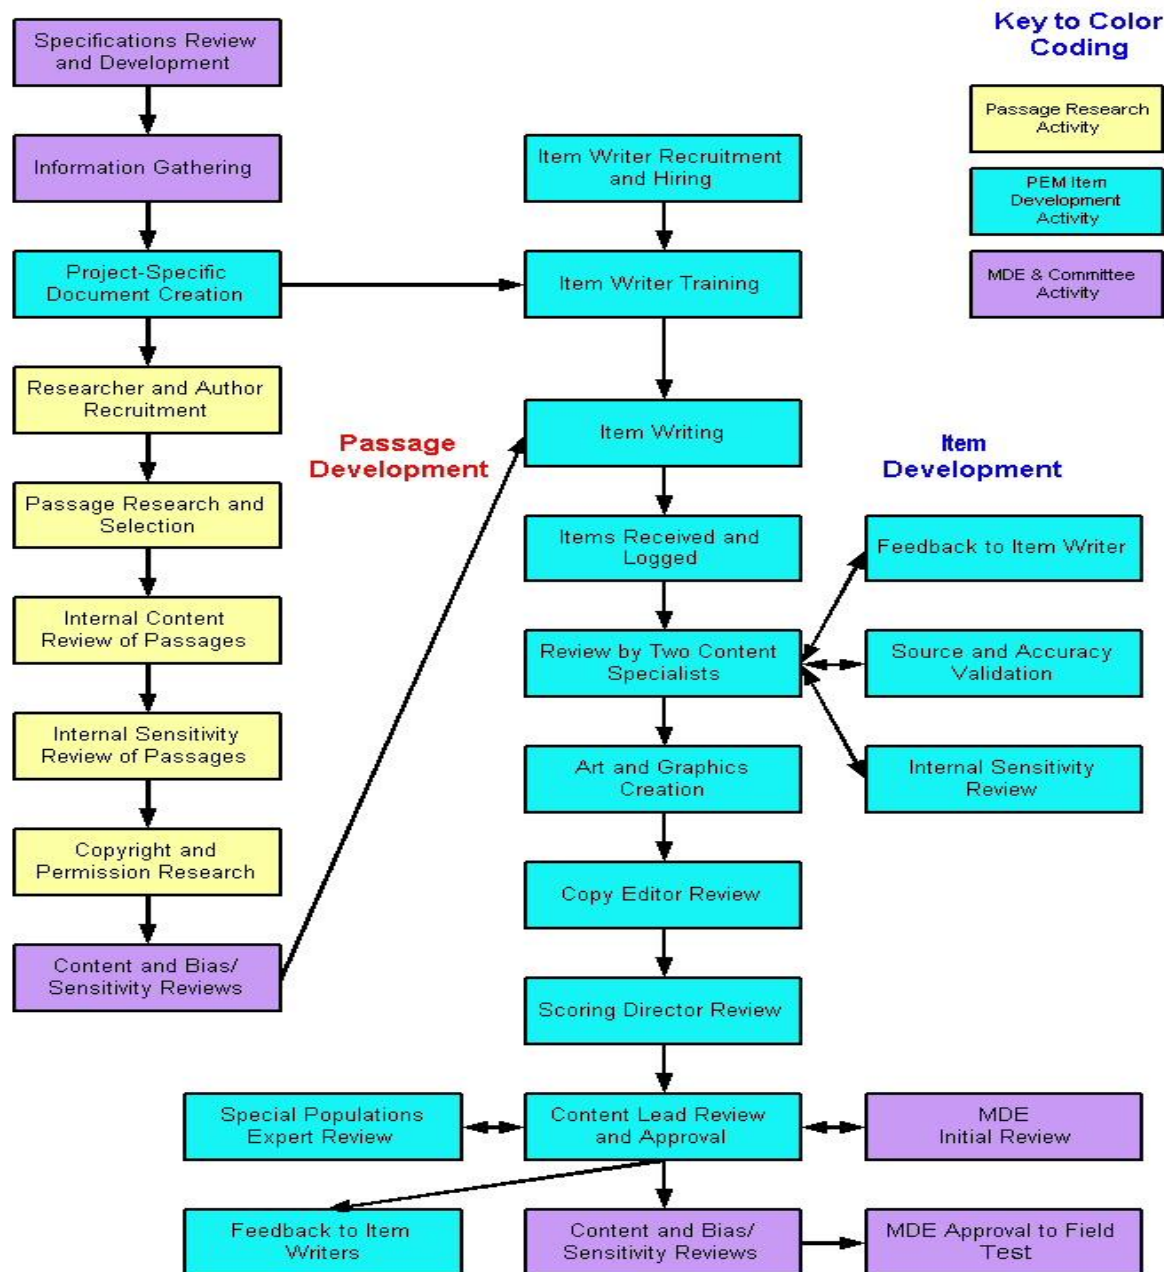 Specifications Review
and Development
Information Gathering
Project-Specific
Document Creation
Researcher and Author
Recruitment
Passage Research and
Selection
Internal Content
Review of Passages
Internal Sensitivity
Review of Passages
Copyright and
Permission Research
Content and Bias/
Sensitivity Reviews
Passage
Development
Item Writer Recruitment
and Hiring
Item Writer Training
Item Writing
Items Received and
Logged
Review by Two Content
Specialists
Art and Graphics
Creation
Copy Editor Review
Scoring Director Review
Special Populations
Expert Review
Content Lead Review
and Approval
MDE
Initial Review
Feedback to Item
Writers
Content and Bias/
Sensitivity Reviews
MDE Approval to Field
Test
Item
Development
Feedback to Item Writer
Source and Accuracy
Validation
Internal Sensitivity
Review
Key to Color
Coding
Passage Research
Activity
PEM Item
Development
Activity
MDE & Committee
Activity